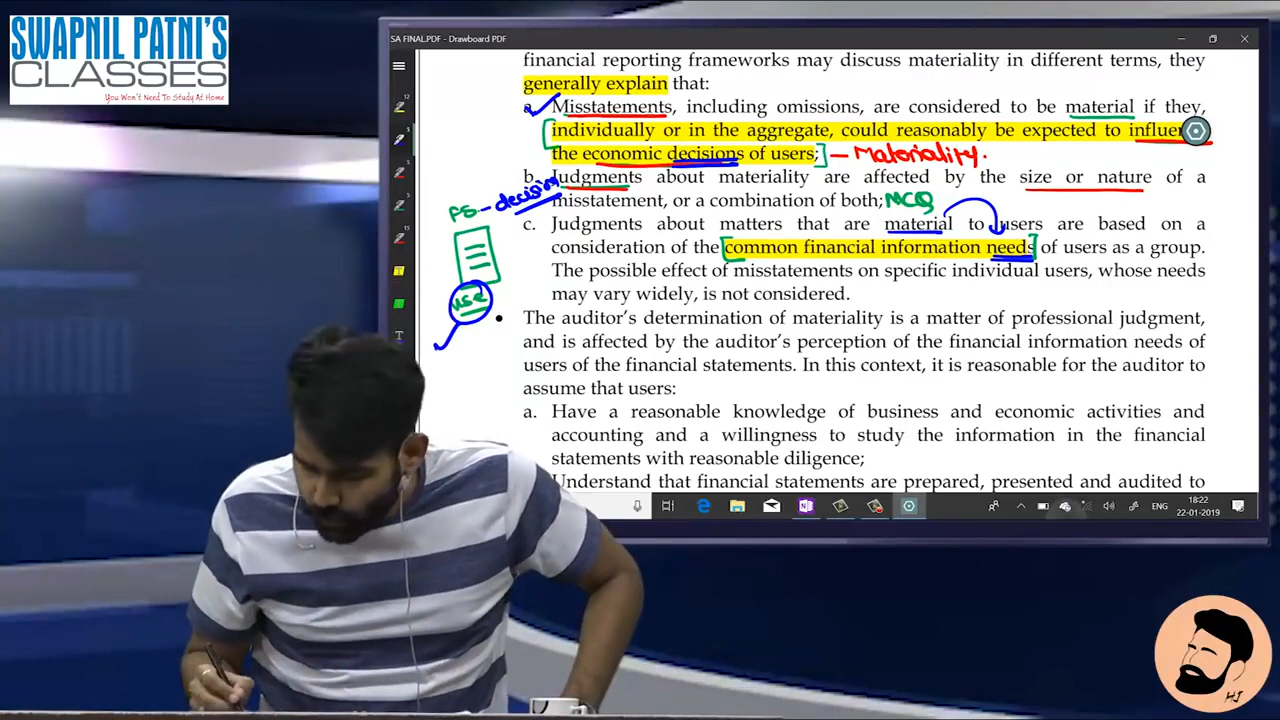 SWAPNIL PATNI'S
CLASSES
You Won't Need To Study At Home
SA FINAL.PDF - Drawboard PDF
financial reporting frameworks may discuss materiality in different terms, they
generally explain that:
a. Misstatements, including omissions, are considered to be material if they,
individually or in the aggregate, could reasonably be expected to
the economic decisions of users; - Materiality.
b. Judgments about materiality are affected by the size or nature of a
misstatement, or a combination of both; MCQ
FS - decision
c. Judgments about matters that are material to users are based on a
consideration of the common financial information needs of users as a group.
The possible effect of misstatements on specific individual users, whose needs
may vary widely, is not considered.
use
• The auditor's determination of materiality is a matter of professional judgment,
and is affected by the auditor's perception of the financial information needs of
users of the financial statements. In this context, it is reasonable for the auditor to
assume that users:
a. Have a reasonable knowledge of business and economic activities and
accounting and a willingness to study the information in the financial
statements with reasonable diligence;
Understand that financial statements are prepared, presented and audited to
ENG
18:22
22-01-2019
HJ